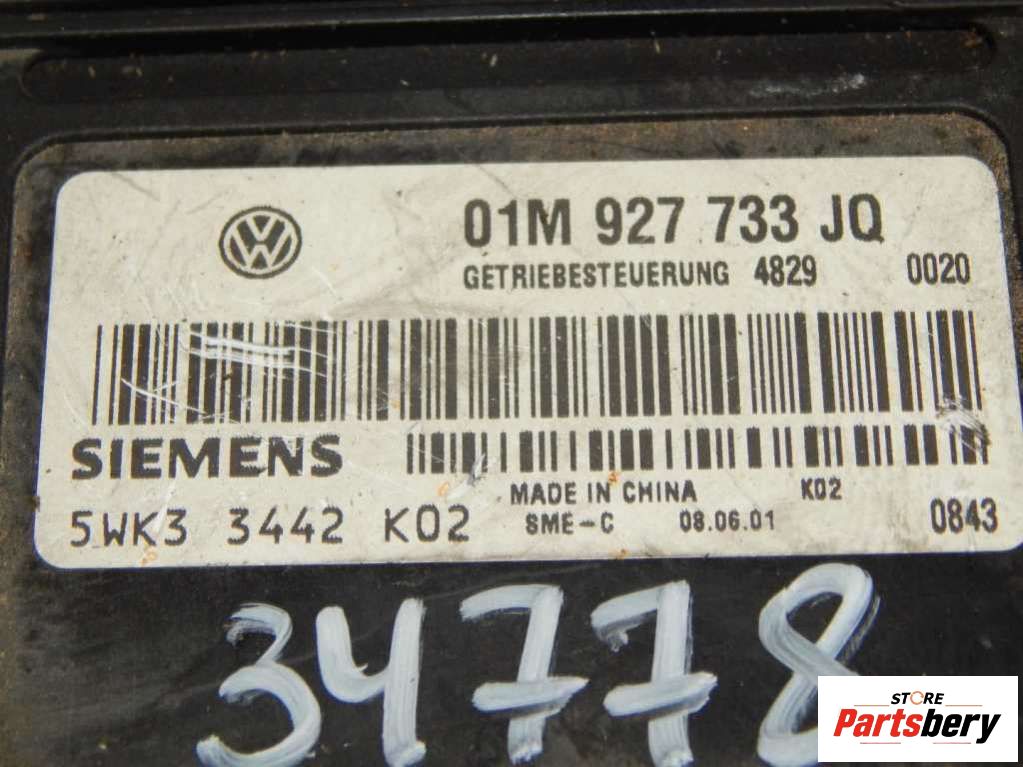 01M 927 733 JQ
GETRIEBESTEUERUNG 4829 0020
SIEMENS
MADE IN CHINA K02
5WK3 3442 K02 SME-C 08.06.01 0843
34778
STORE
Partsbery